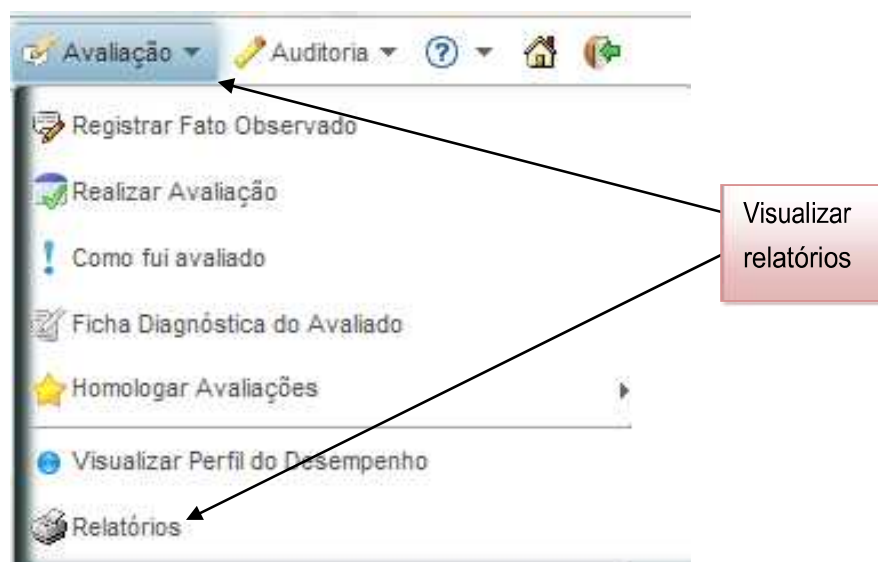 Avaliação Auditoria ?
Registrar Fato Observado
Realizar Avaliação
Como fui avaliado
Ficha Diagnóstica do Avaliado
Homologar Avaliações
Visualizar Perfil do Desempenho
Relatórios
Visualizar
relatórios